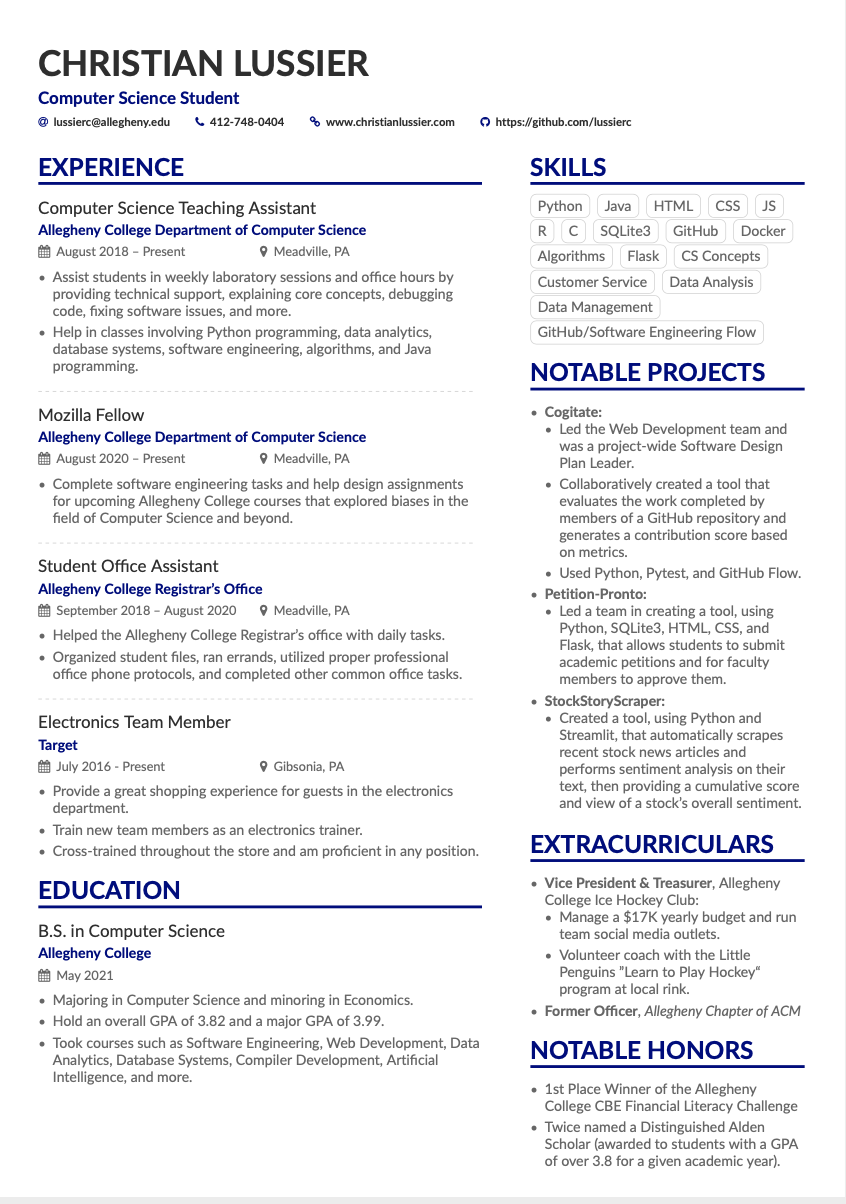 CHRISTIAN LUSSIER
Computer Science Student
@ lussierc@allegheny.edu 412-748-0404 www.christianlussier.com https://github.com/lussierc
EXPERIENCE
Computer Science Teaching Assistant
Allegheny College Department of Computer Science
August 2018 – Present Meadville, PA
• Assist students in weekly laboratory sessions and office hours by
providing technical support, explaining core concepts, debugging
code, fixing software issues, and more.
• Help in classes involving Python programming, data analytics,
database systems, software engineering, algorithms, and Java
programming.
Mozilla Fellow
Allegheny College Department of Computer Science
August 2020 – Present Meadville, PA
• Complete software engineering tasks and help design assignments
for upcoming Allegheny College courses that explored biases in the
field of Computer Science and beyond.
Student Office Assistant
Allegheny College Registrar’s Office
September 2018 – August 2020 Meadville, PA
• Helped the Allegheny College Registrar’s office with daily tasks.
• Organized student files, ran errands, utilized proper professional
office phone protocols, and completed other common office tasks.
Electronics Team Member
Target
July 2016 - Present Gibsonia, PA
• Provide a great shopping experience for guests in the electronics
department.
• Train new team members as an electronics trainer.
• Cross-trained throughout the store and am proficient in any position.
EDUCATION
B.S. in Computer Science
Allegheny College
May 2021
• Majoring in Computer Science and minoring in Economics.
• Hold an overall GPA of 3.82 and a major GPA of 3.99.
• Took courses such as Software Engineering, Web Development, Data
Analytics, Database Systems, Compiler Development, Artificial
Intelligence, and more.
SKILLS
Python Java HTML CSS JS
R C SQLite3 GitHub Docker
Algorithms Flask CS Concepts
Customer Service Data Analysis
Data Management
GitHub/Software Engineering Flow
NOTABLE PROJECTS
• Cogitate:
• Led the Web Development team and
was a project-wide Software Design
Plan Leader.
• Collaboratively created a tool that
evaluates the work completed by
members of a GitHub repository and
generates a contribution score based
on metrics.
• Used Python, Pytest, and GitHub Flow.
• Petition-Pronto:
• Led a team in creating a tool, using
Python, SQLite3, HTML, CSS, and
Flask, that allows students to submit
academic petitions and for faculty
members to approve them.
• StockStoryScraper:
• Created a tool, using Python and
Streamlit, that automatically scrapes
recent stock news articles and
performs sentiment analysis on their
text, then providing a cumulative score
and view of a stock’s overall sentiment.
EXTRACURRICULARS
• Vice President & Treasurer, Allegheny
College Ice Hockey Club:
• Manage a $17K yearly budget and run
team social media outlets.
• Volunteer coach with the Little
Penguins ”Learn to Play Hockey“
program at local rink.
• Former Officer, Allegheny Chapter of ACM
NOTABLE HONORS
• 1st Place Winner of the Allegheny
College CBE Financial Literacy Challenge
• Twice named a Distinguished Alden
Scholar (awarded to students with a GPA
of over 3.8 for a given academic year).